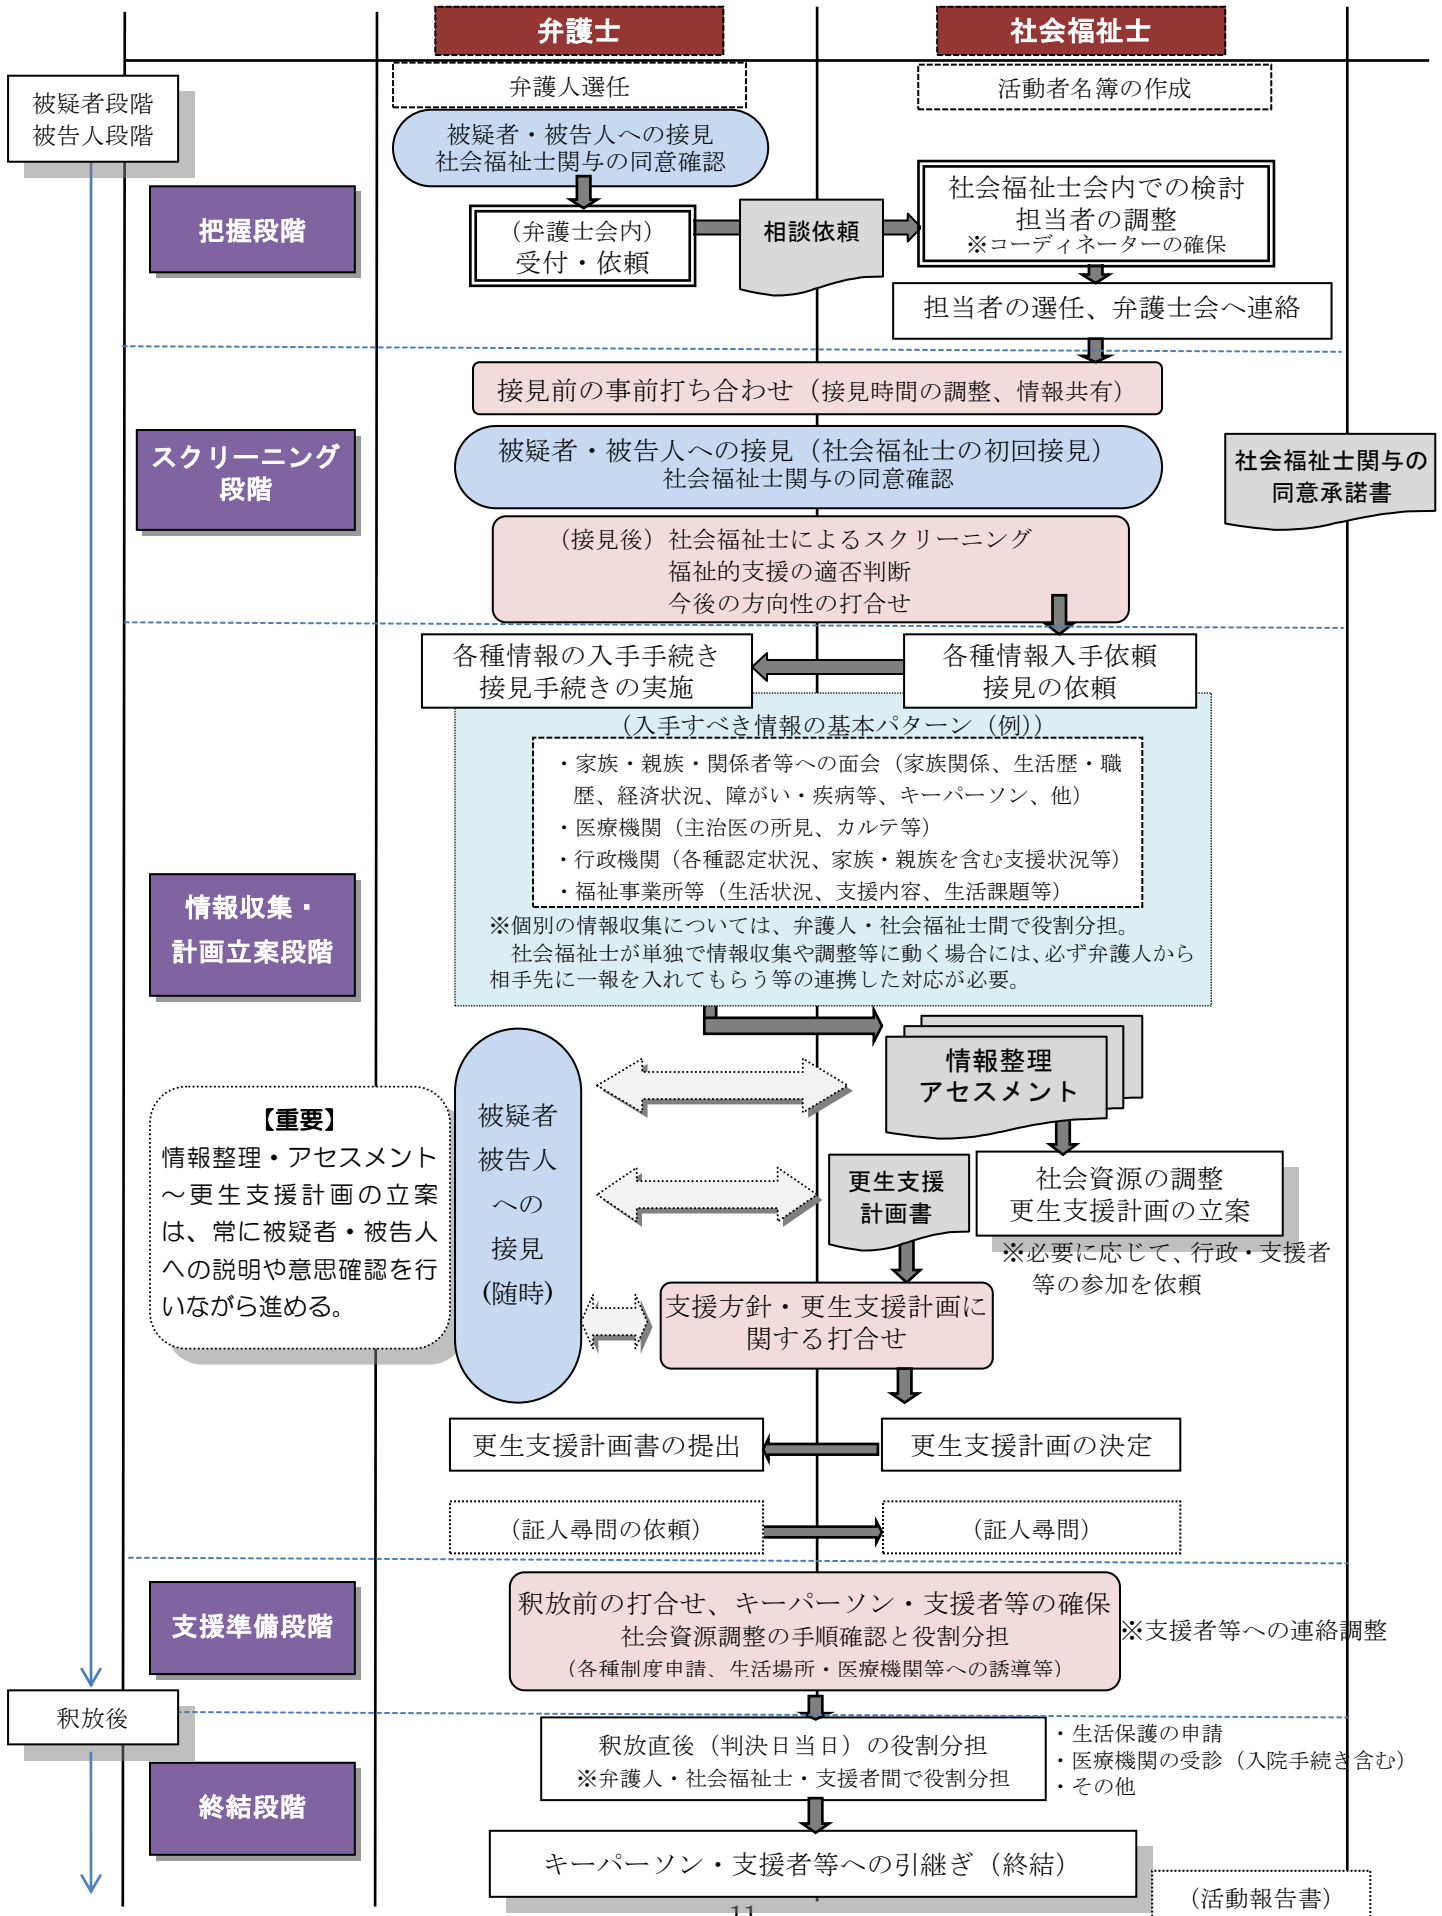 弁護士
社会福祉士
被疑者段階
被告人段階
弁護人選任
活動者名簿の作成
被疑者・被告人への接見
社会福祉士関与の同意確認
把握段階
(弁護士会内)
受付・依頼
相談依頼
社会福祉士会内での検討
担当者の調整
※コーディネーターの確保
担当者の選任、弁護士会へ連絡
接見前の事前打ち合わせ(接見時間の調整、情報共有)
スクリーニング
段階
被疑者・被告人への接見(社会福祉士の初回接見)
社会福祉士関与の同意確認
社会福祉士関与の
同意承諾書
(接見後)社会福祉士によるスクリーニング
福祉的支援の適否判断
今後の方向性の打合せ
各種情報の入手手続き
接見手続きの実施
各種情報入手依頼
接見の依頼
(入手すべき情報の基本パターン(例))
・家族・親族・関係者等への面会(家族関係、生活歴・職
歴、経済状況、障がい・疾病等、キーパーソン、他)
・医療機関(主治医の所見、カルテ等)
・行政機関(各種認定状況、家族・親族を含む支援状況等)
・福祉事業所等(生活状況、支援内容、生活課題等)
情報収集・
計画立案段階
※個別の情報収集については、弁護人・社会福祉士間で役割分担。
社会福祉士が単独で情報収集や調整等に動く場合には、必ず弁護人から
相手先に一報を入れてもらう等の連携した対応が必要。
情報整理
アセスメント
【重要】
情報整理・アセスメント
～更生支援計画の立案
は、常に被疑者・被告人
への説明や意思確認を行
いながら進める。
被疑者
被告人
への
接見
(随時)
更生支援
計画書
社会資源の調整
更生支援計画の立案
※必要に応じて、行政・支援者
等の参加を依頼
支援方針・更生支援計画に
関する打合せ
更生支援計画書の提出
更生支援計画の決定
(証人尋問の依頼)
(証人尋問)
支援準備段階
釈放前の打合せ、キーパーソン・支援者等の確保
社会資源調整の手順確認と役割分担
(各種制度申請、生活場所・医療機関等への誘導等)
※支援者等への連絡調整
釈放後
釈放直後(判決日当日)の役割分担
※弁護人・社会福祉士・支援者間で役割分担
・生活保護の申請
・医療機関の受診(入院手続き含む)
・その他
終結段階
キーパーソン・支援者等への引継ぎ(終結)
(活動報告書)
11